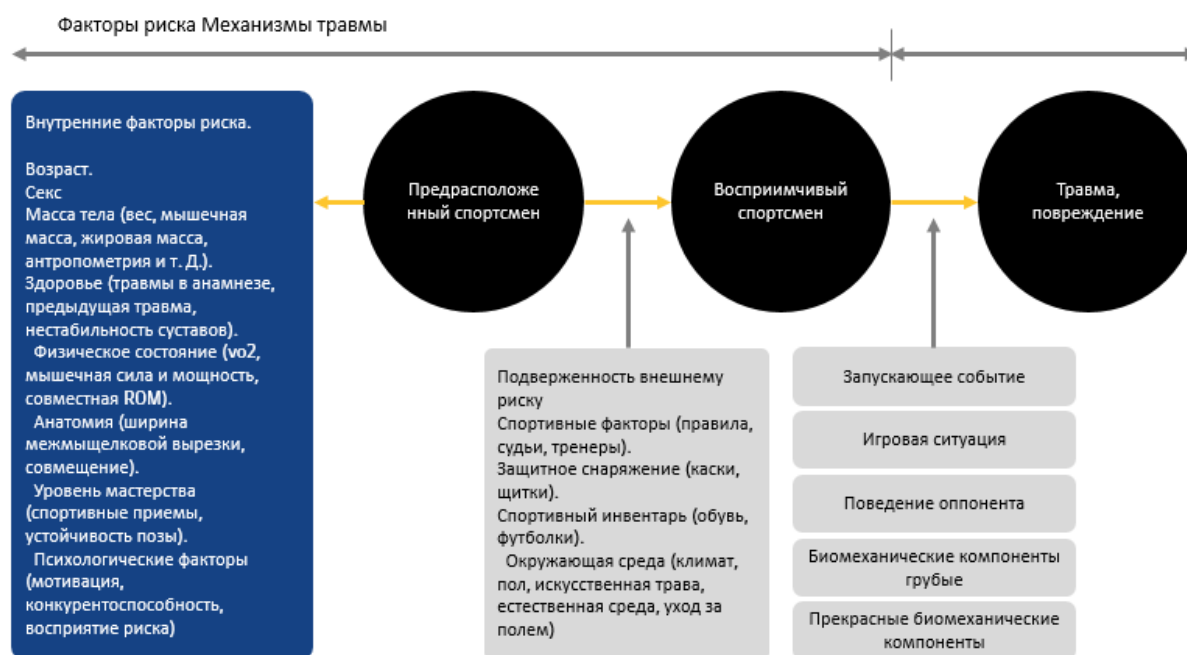 Факторы риска Механизмы травмы
Внутренние факторы риска.
Возраст.
Секс
Масса тела (вес, мышечная
масса, жировая масса,
антропометрия и т. Д.).
Здоровье (травмы в анамнезе,
предыдущая травма,
нестабильность суставов).
Физическое состояние (vo2,
мышечная сила и мощность,
совместная ROM).
Анатомия (ширина
межмыщелковой вырезки,
совмещение).
Уровень мастерства
(спортивные приемы,
устойчивость позы).
Психологические факторы
(мотивация,
конкурентоспособность,
восприятие риска)
Предрасположе
нный спортсмен
Восприимчивый
спортсмен
Травма,
повреждение
Подверженность внешнему
риску
Спортивные факторы (правила,
судьи, тренеры).
Защитное снаряжение (каски,
щитки).
Спортивный инвентарь (обувь,
футболки).
Окружающая среда (климат,
пол, искусственная трава,
естественная среда, уход за
полем)
Запускающее событие
Игровая ситуация
Поведение оппонента
Биомеханические компоненты
грубые
Прекрасные биомеханические
компоненты